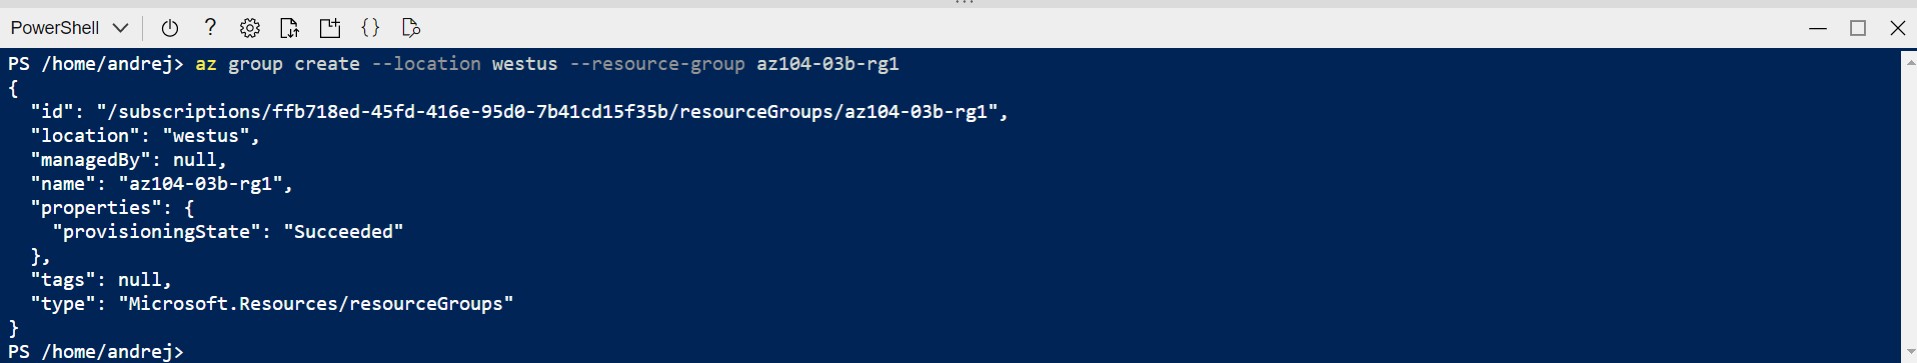 PowerShell
PS /home/andrej> az group create --location westus --resource-group az104-03b-rg1
{
  "id": "/subscriptions/ffb718ed-45fd-416e-95d0-7b41cd15f35b/resourceGroups/az104-03b-rg1",
  "location": "westus",
  "managedBy": null,
  "name": "az104-03b-rg1",
  "properties": {
    "provisioningState": "Succeeded"
  },
  "tags": null,
  "type": "Microsoft.Resources/resourceGroups"
}
PS /home/andrej>